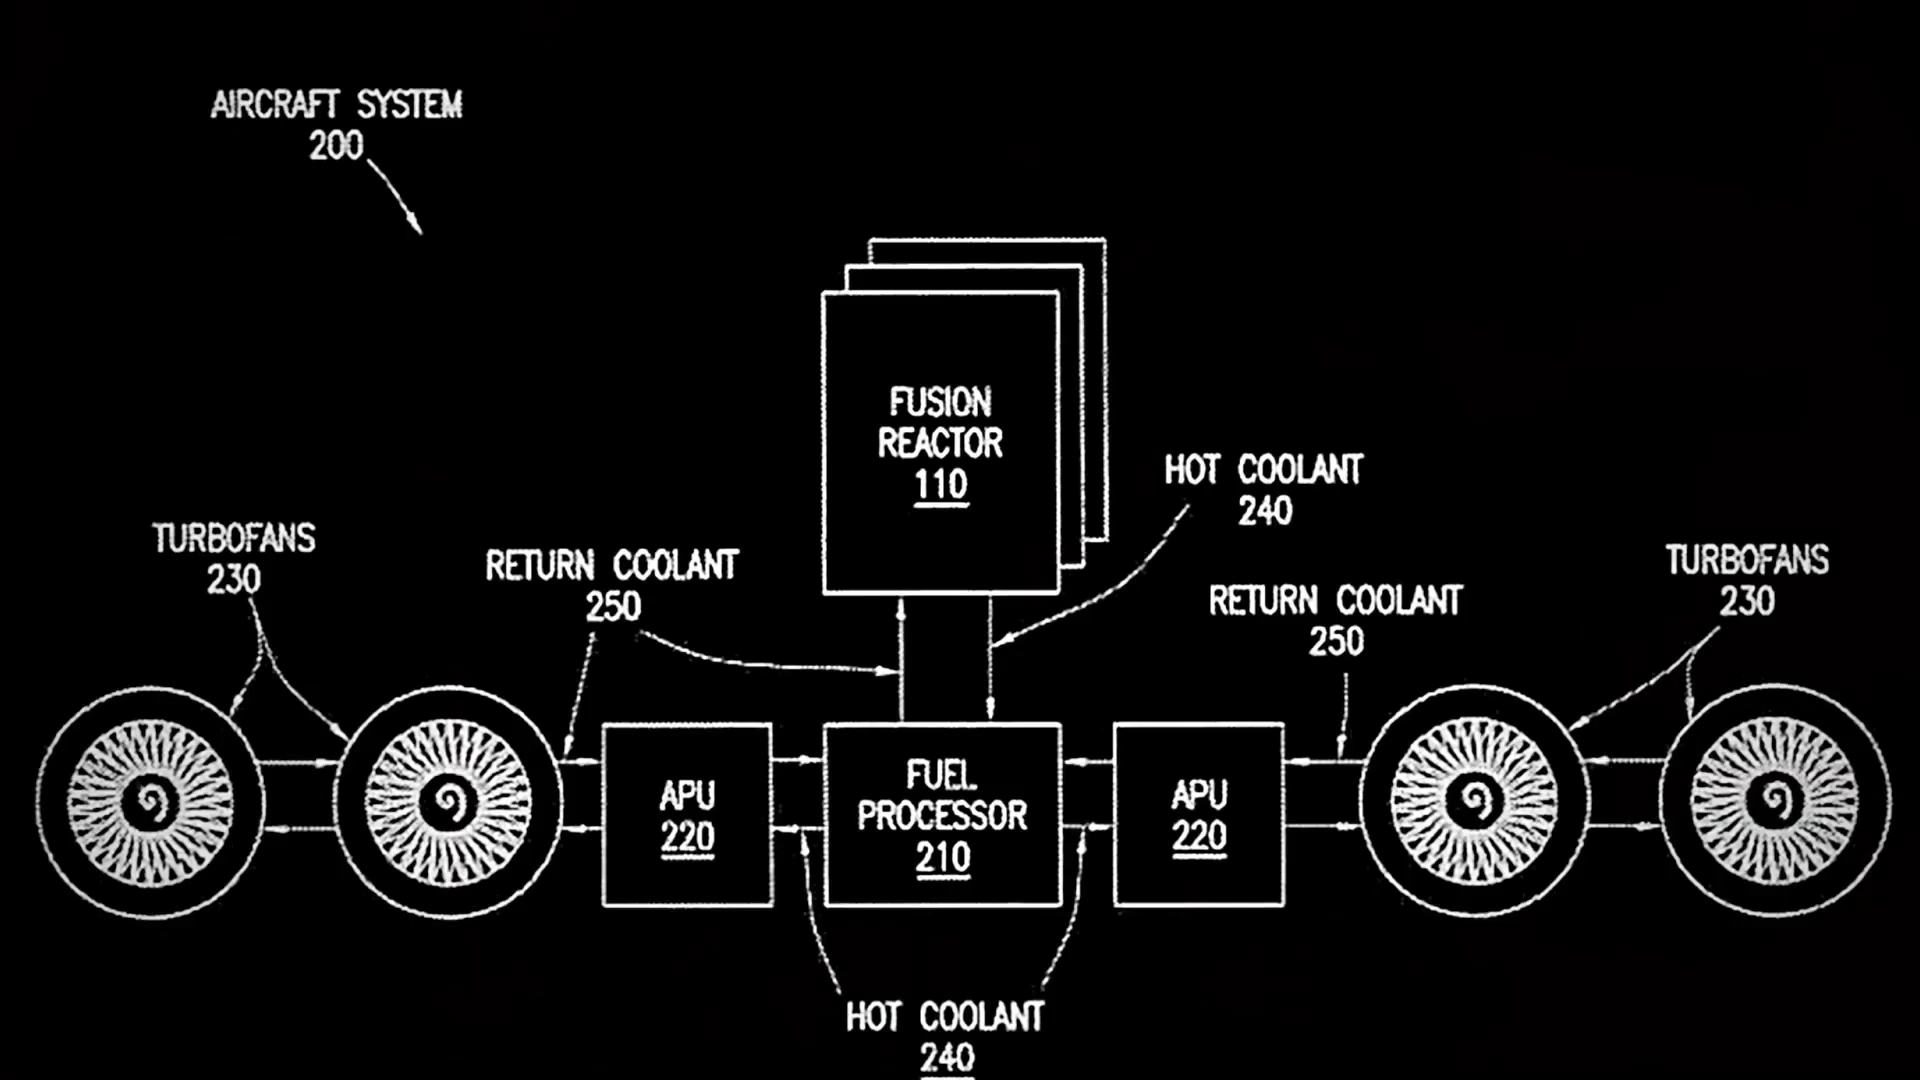 AIRCRAFT SYSTEM
200
FUSION
REACTOR
110
HOT COOLANT
240
TURBOFANS
230
RETURN COOLANT
250
RETURN COOLANT
250
TURBOFANS
230
APU
220
FUEL
PROCESSOR
210
APU
220
HOT COOLANT
240